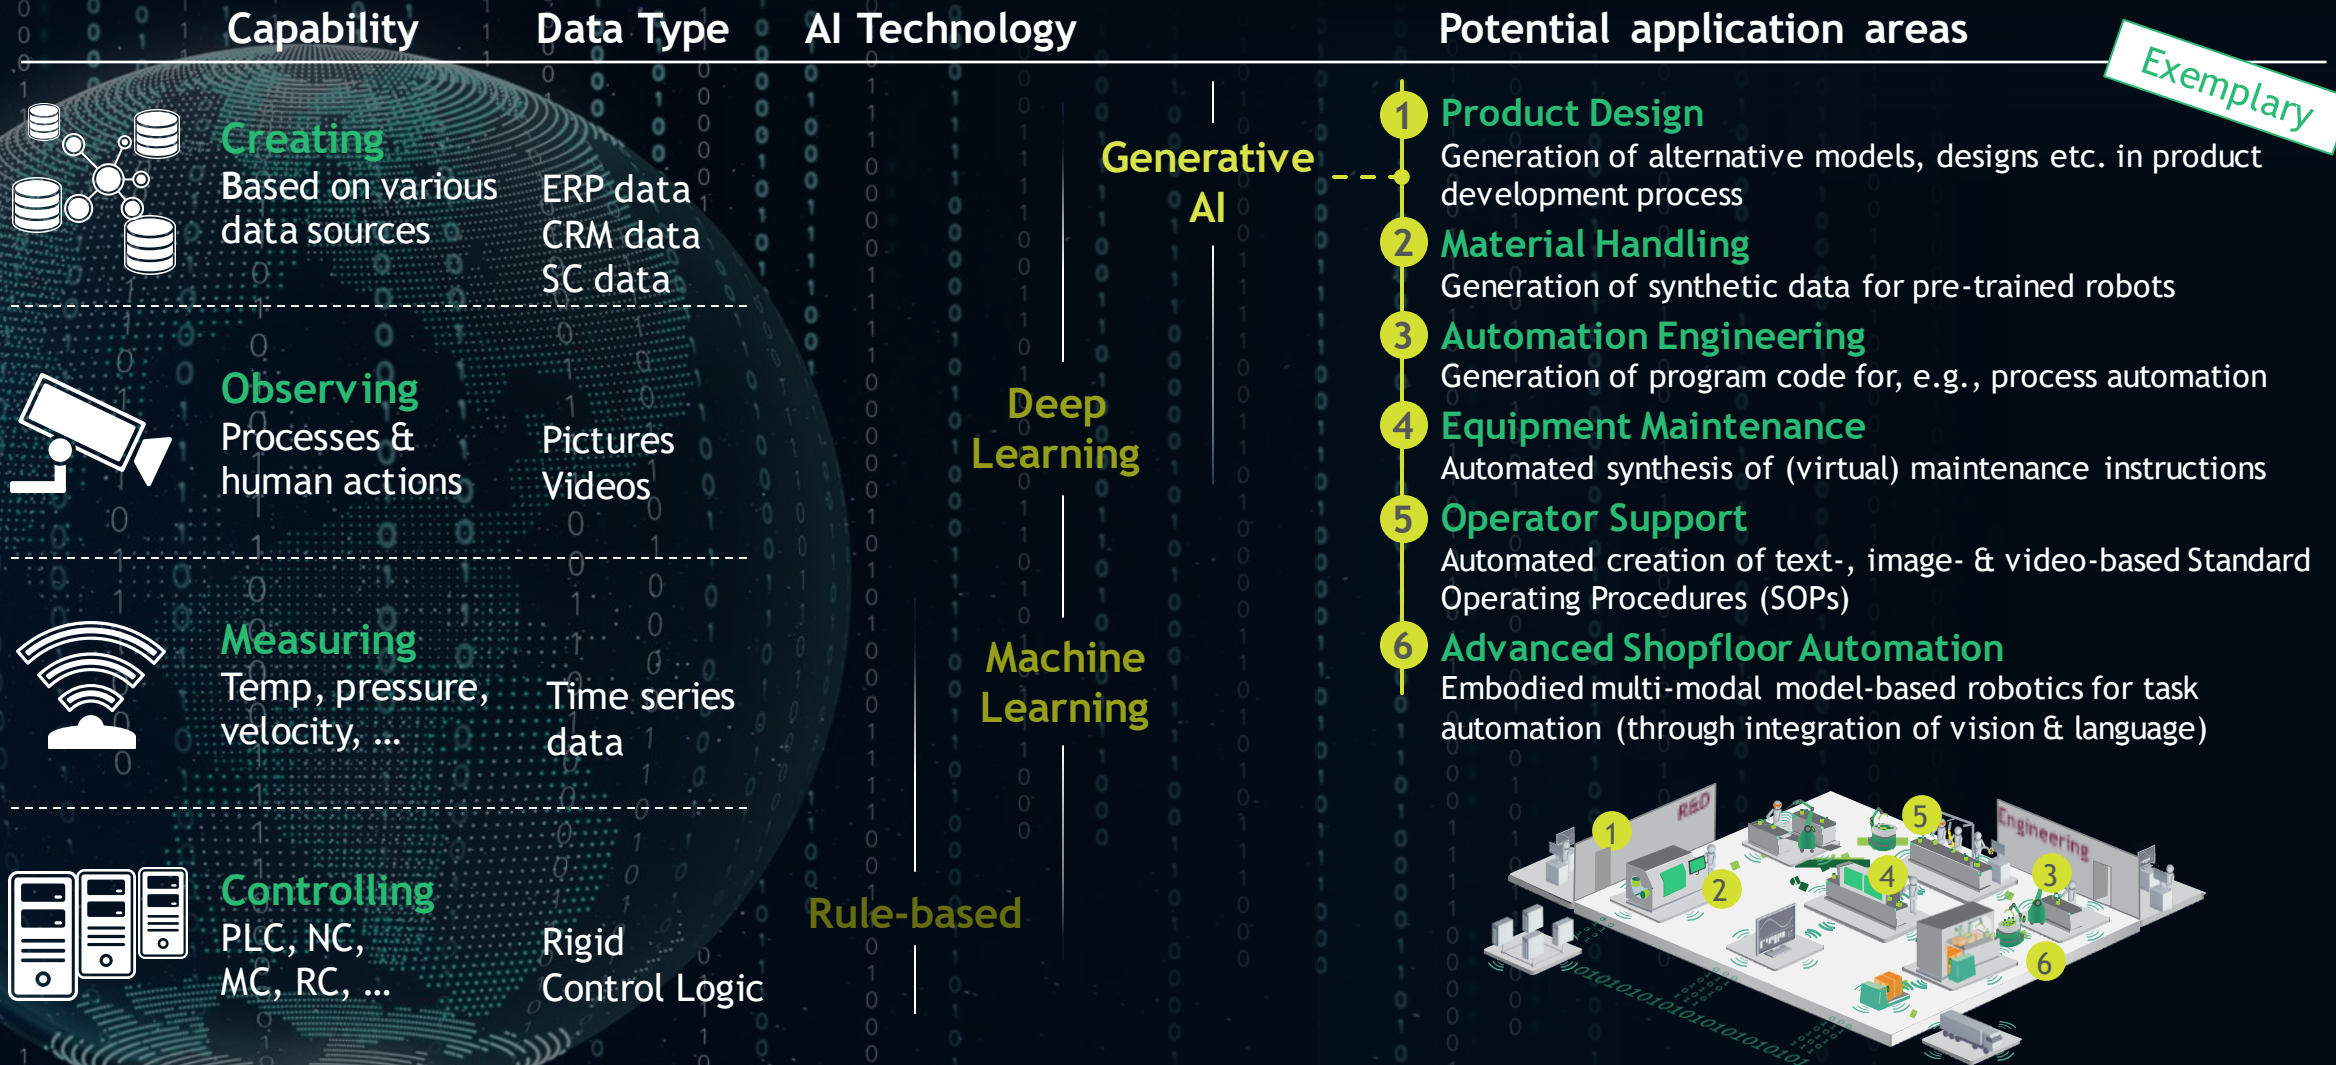 Capability
Data Type
AI Technology
Potential application areas
Exemplary
Creating
Based on various
data sources
ERP data
CRM data
SC data
Observing
Processes &
human actions
Pictures
Videos
Measuring
Temp, pressure,
velocity, ...
Time series
data
Controlling
PLC, NC,
MC, RC, ...
Rigid
Control Logic
Generative
AI
Deep
Learning
Machine
Learning
Rule-based
1 Product Design
Generation of alternative models, designs etc. in product
development process
2 Material Handling
Generation of synthetic data for pre-trained robots
3 Automation Engineering
Generation of program code for, e.g., process automation
4 Equipment Maintenance
Automated synthesis of (virtual) maintenance instructions
5 Operator Support
Automated creation of text-, image- & video-based Standard
Operating Procedures (SOPs)
6 Advanced Shopfloor Automation
Embodied multi-modal model-based robotics for task
automation (through integration of vision & language)
R&D
Engineering
1
5
2
4
3
6